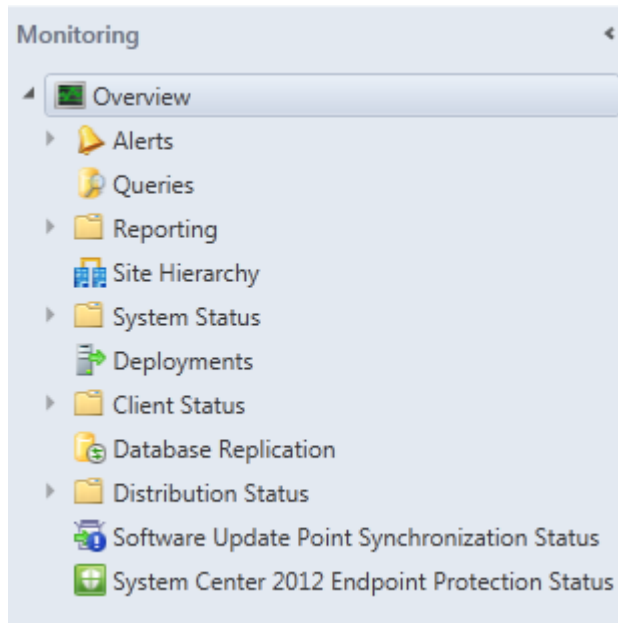 Monitoring
Overview
Alerts
Queries
Reporting
Site Hierarchy
System Status
Deployments
Client Status
Database Replication
Distribution Status
Software Update Point Synchronization Status
System Center 2012 Endpoint Protection Status